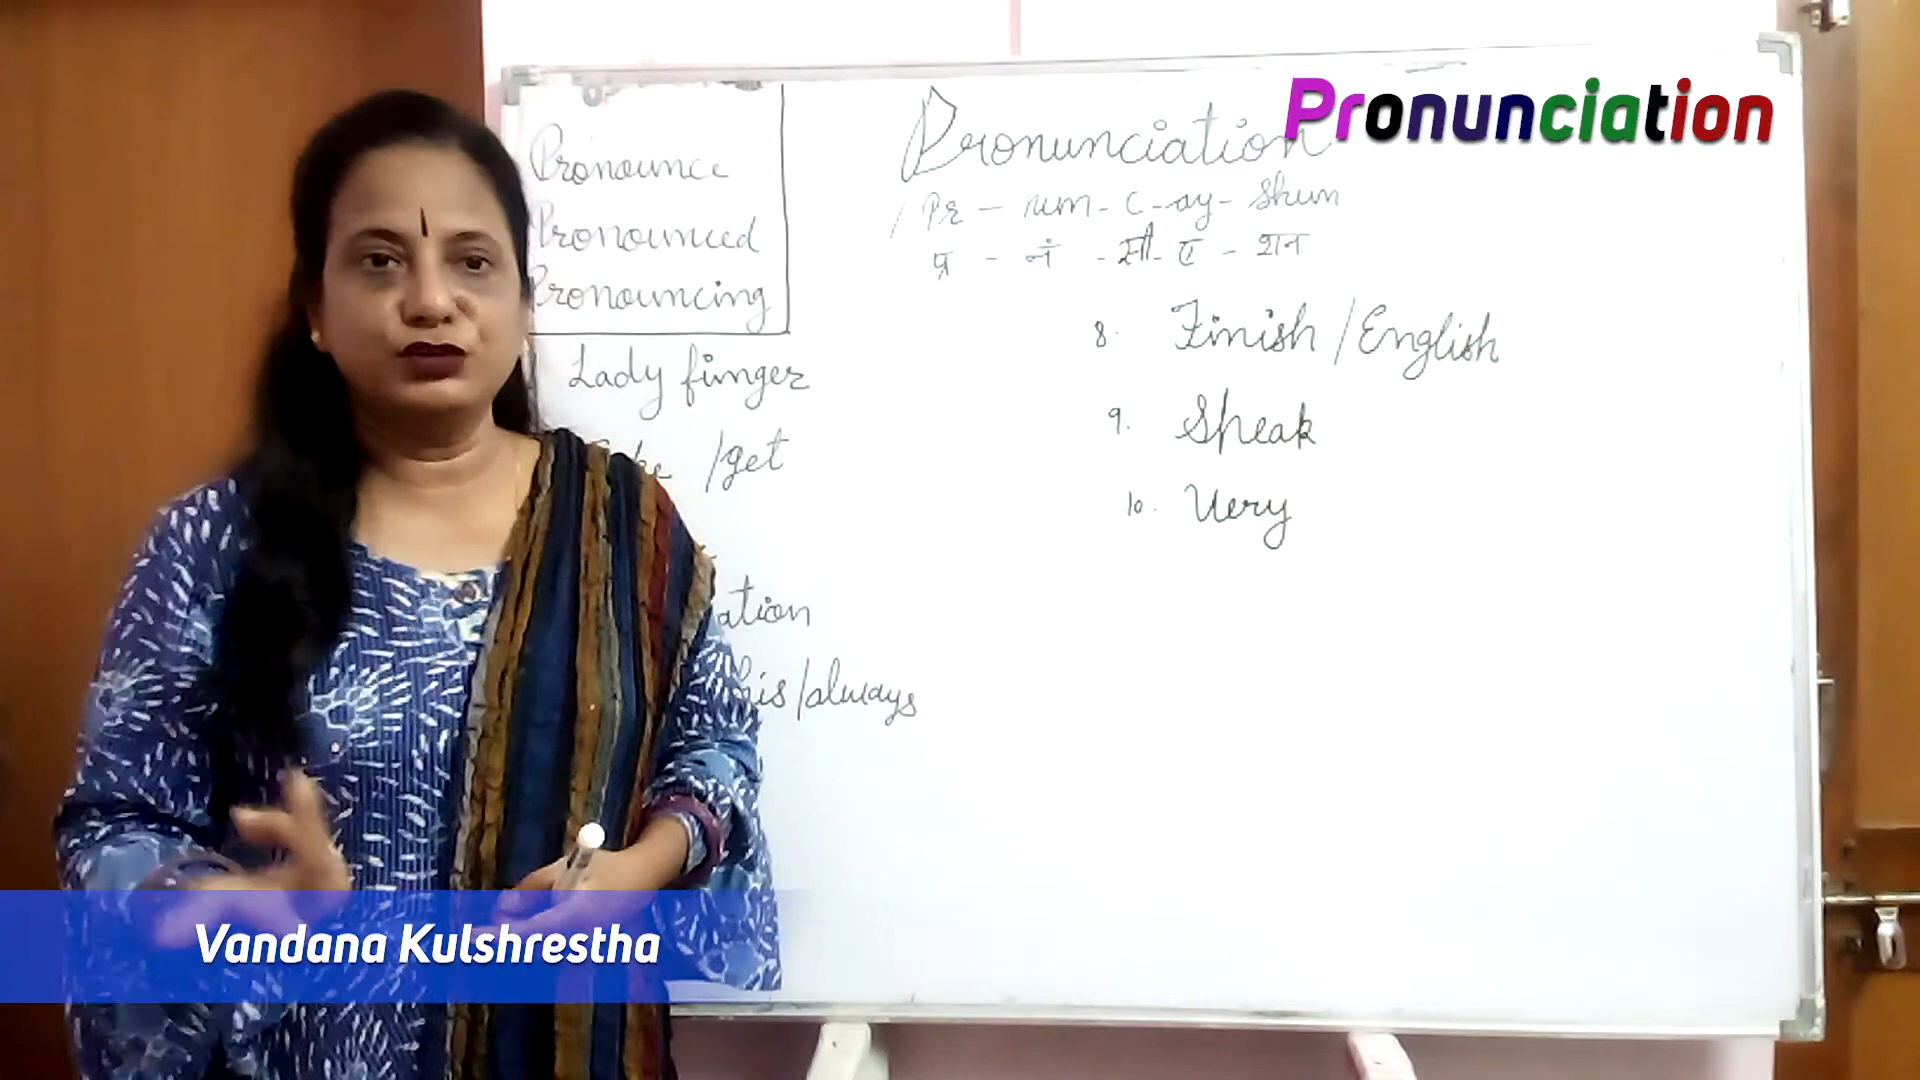 Pronunciation
Pronunciation
/ Pr - num - c - ay - shun
प्र - नं - सी - ए - शन
Pronounce
Pronounced
Pronouncing
Lady finger
/get
ation
his/always
8. Finish / English
9. Speak
10. Very
Vandana Kulshrestha